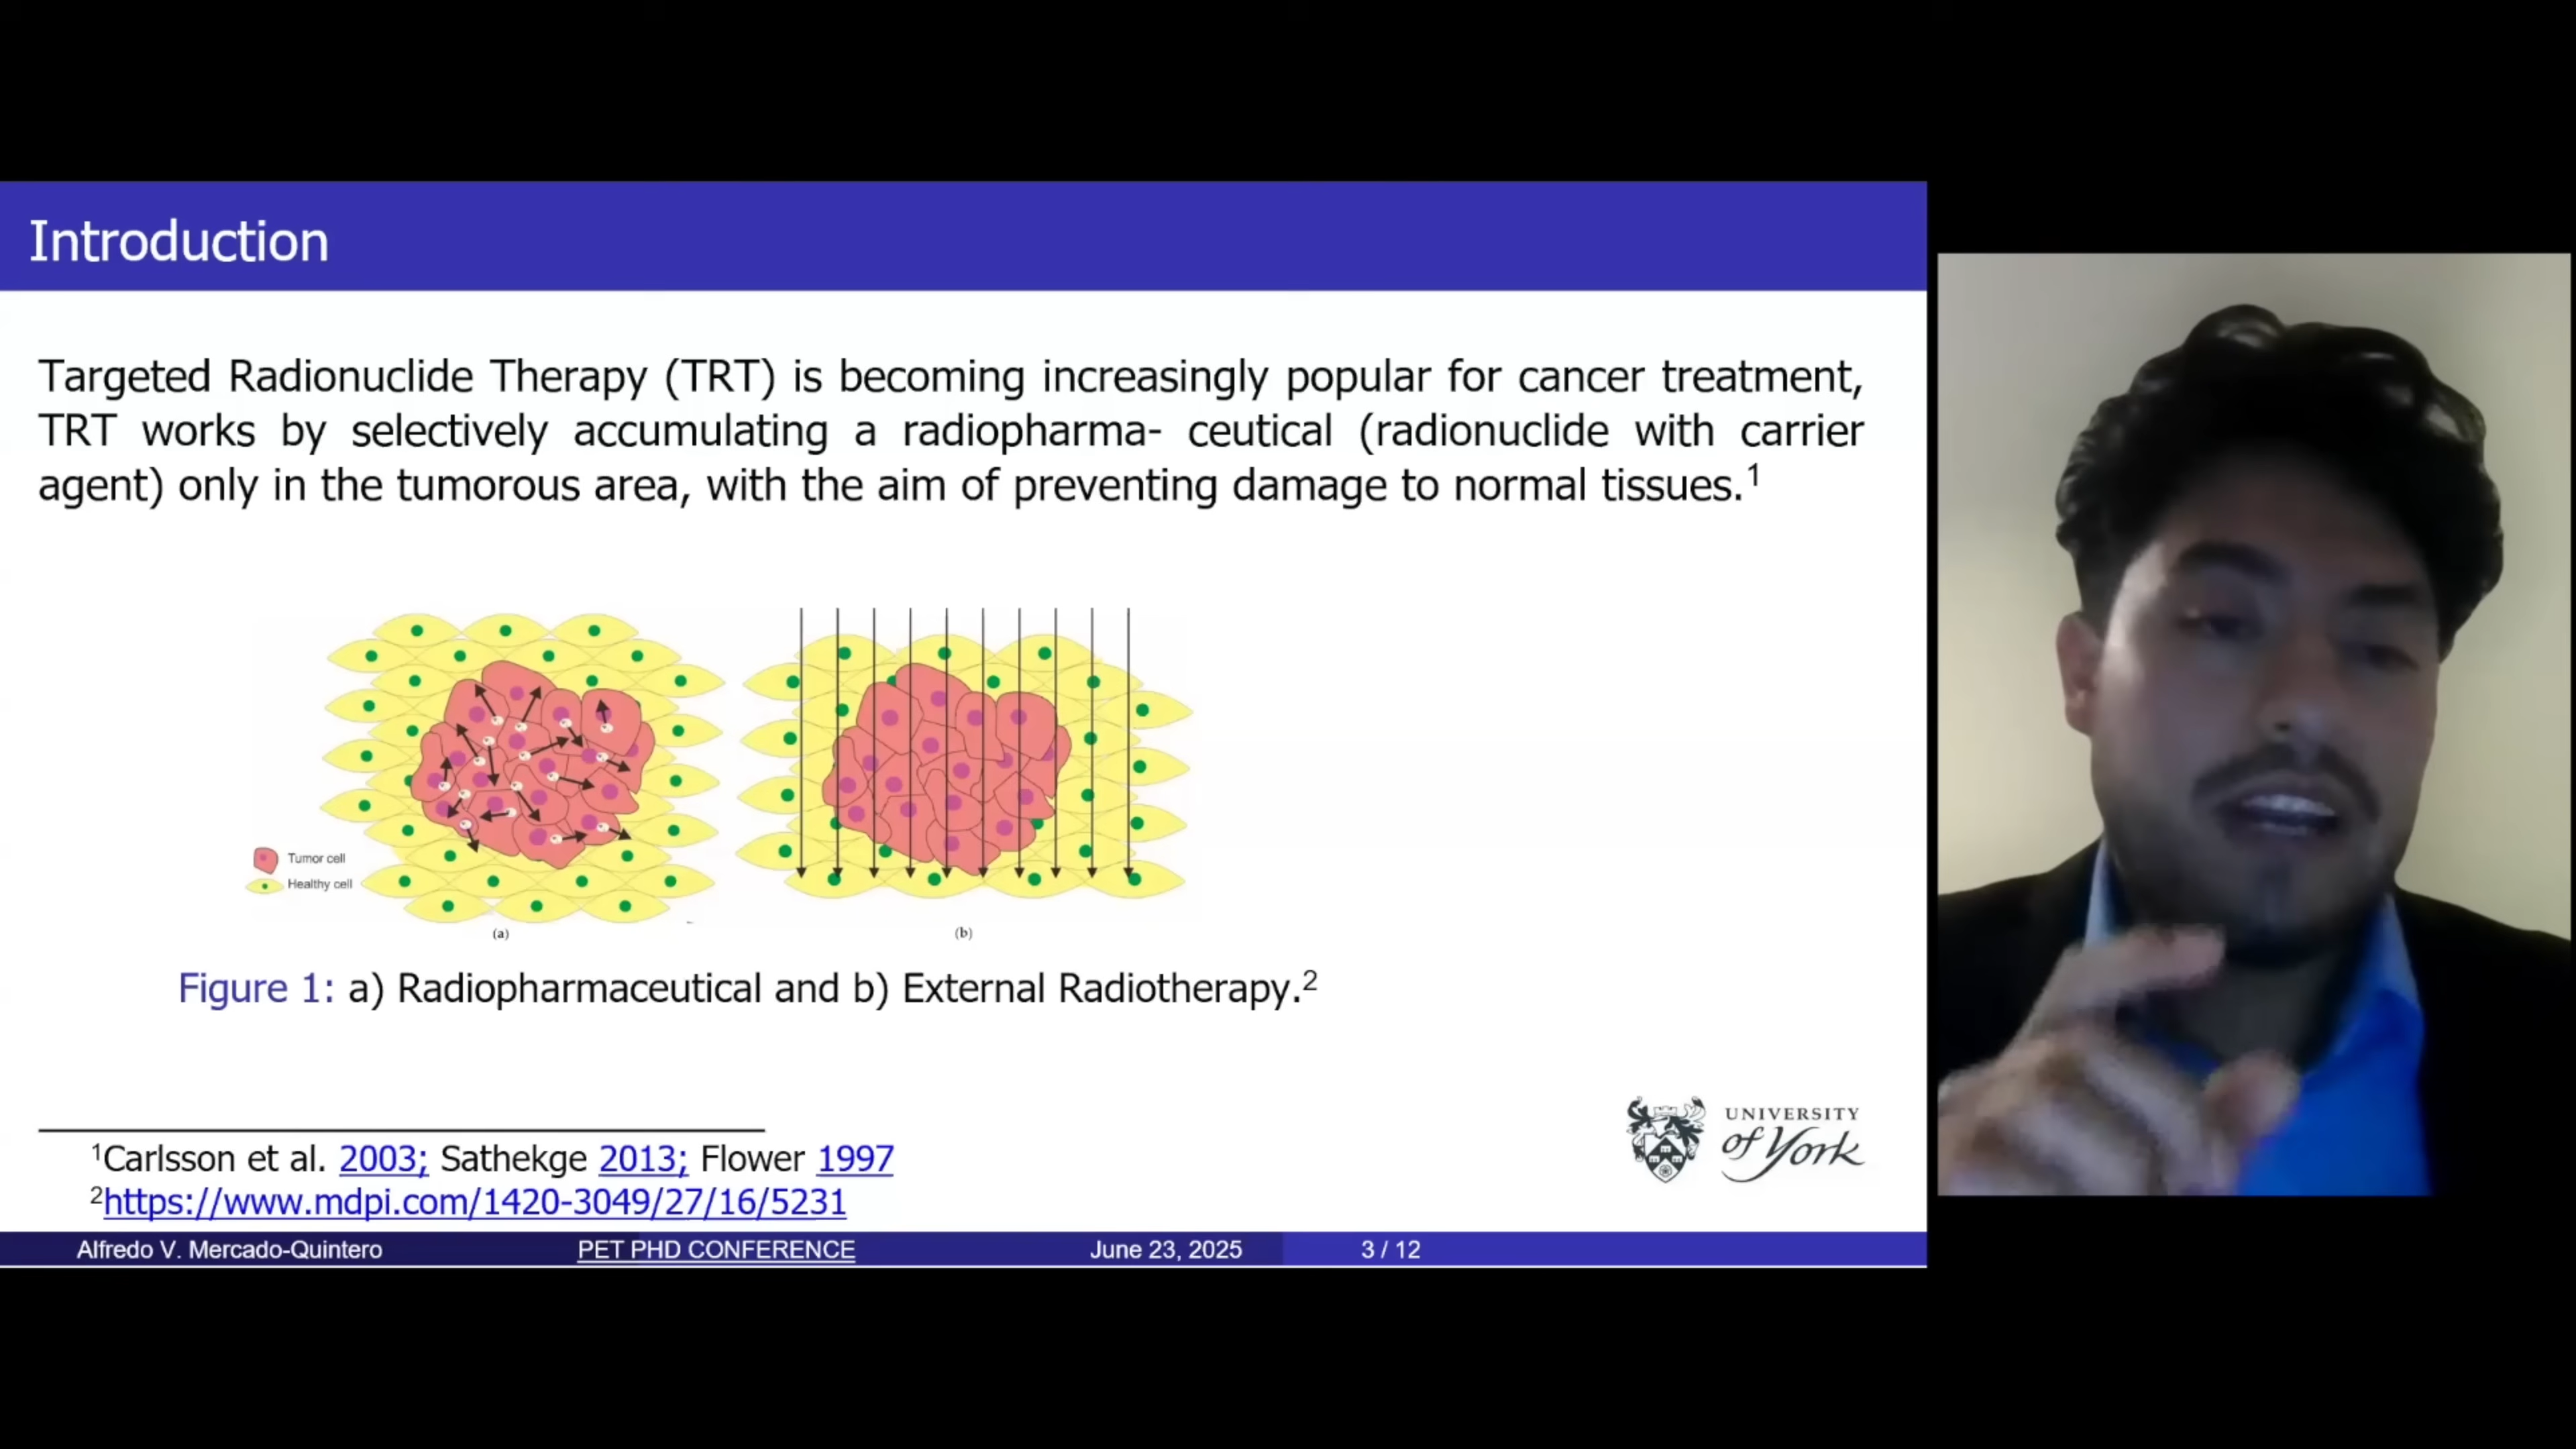 Introduction
Targeted Radionuclide Therapy (TRT) is becoming increasingly popular for cancer treatment,
TRT works by selectively accumulating a radiopharma- ceutical (radionuclide with carrier
agent) only in the tumorous area, with the aim of preventing damage to normal tissues.1
Tumor cell
Healthy cell
(a)
(b)
Figure 1: a) Radiopharmaceutical and b) External Radiotherapy.2
UNIVERSITY
of York
1Carlsson et al. 2003; Sathekge 2013; Flower 1997
2https://www.mdpi.com/1420-3049/27/16/5231
Alfredo V. Mercado-Quintero PET PHD CONFERENCE June 23, 2025 3 / 12